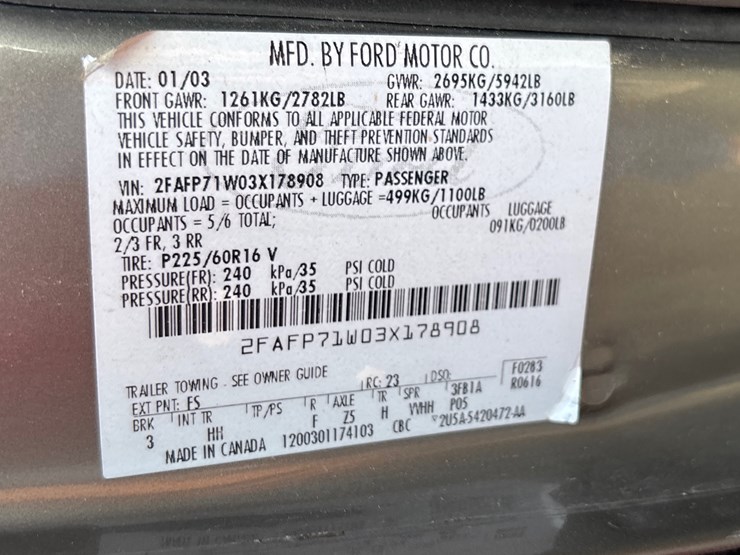 MFD. BY FORD MOTOR CO.
DATE: 01/03 GVWR: 2695KG/5942LB
FRONT GAWR: 1261KG/2782LB REAR GAWR: 1433KG/3160LB
THIS VEHICLE CONFORMS TO ALL APPLICABLE FEDERAL MOTOR
VEHICLE SAFETY, BUMPER, AND THEFT PREVENTION STANDARDS
IN EFFECT ON THE DATE OF MANUFACTURE SHOWN ABOVE.
VIN: 2FAFP71W03X178908 TYPE: PASSENGER
MAXIMUM LOAD = OCCUPANTS + LUGGAGE =499KG/1100LB
OCCUPANTS = 5/6 TOTAL; OCCUPANTS LUGGAGE
2/3 FR, 3 RR 091KG/0200LB
TIRE: P225/60R16 V
PRESSURE(FR): 240 kPa/35 PSI COLD
PRESSURE(RR): 240 kPa/35 PSI COLD
2FAFP71W03X178908
TRAILER TOWING - SEE OWNER GUIDE
EXT PNT: FS RC: 23 DSO: F0283
BRK INT TR TP/PS R AXLE TR SPR 3FB1A R0616
3 HH F Z5 H VVHH P05
MADE IN CANADA 1200301174103 CBC 2U5A-5420472-AA